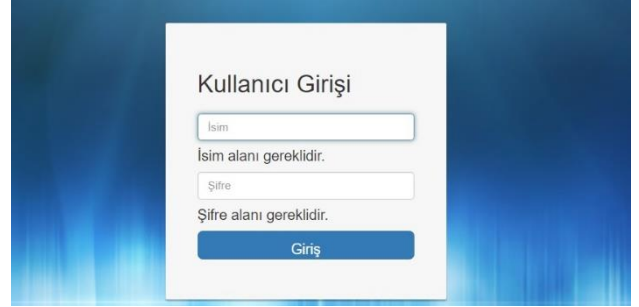 Kullanıcı Girişi
İsim
İsim alanı gereklidir.
Şifre
Şifre alanı gereklidir.
Giriş